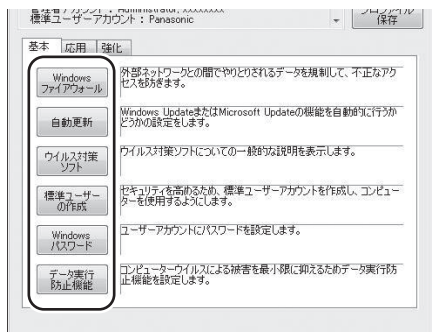 標準ユーザーアカウント : Panasonic
保存
基本 応用 強化
Windows
ファイアウォール
外部ネットワークとの間でやりとりされるデータを規制して、不正なアク
セスを防ぎます。
自動更新
Windows UpdateまたはMicrosoft Updateの機能を自動的に行うか
どうかの設定をします。
ウイルス対策
ソフト
ウイルス対策ソフトについての一般的な説明を表示します。
標準ユーザー
の作成
セキュリティを高めるため、標準ユーザーアカウントを作成し、コンピュー
ターを使用するようにします。
Windows
パスワード
ユーザーアカウントにパスワードを設定します。
データ実行
防止機能
コンピューターウイルスによる被害を最小限に抑えるためデータ実行防
止機能を設定します。